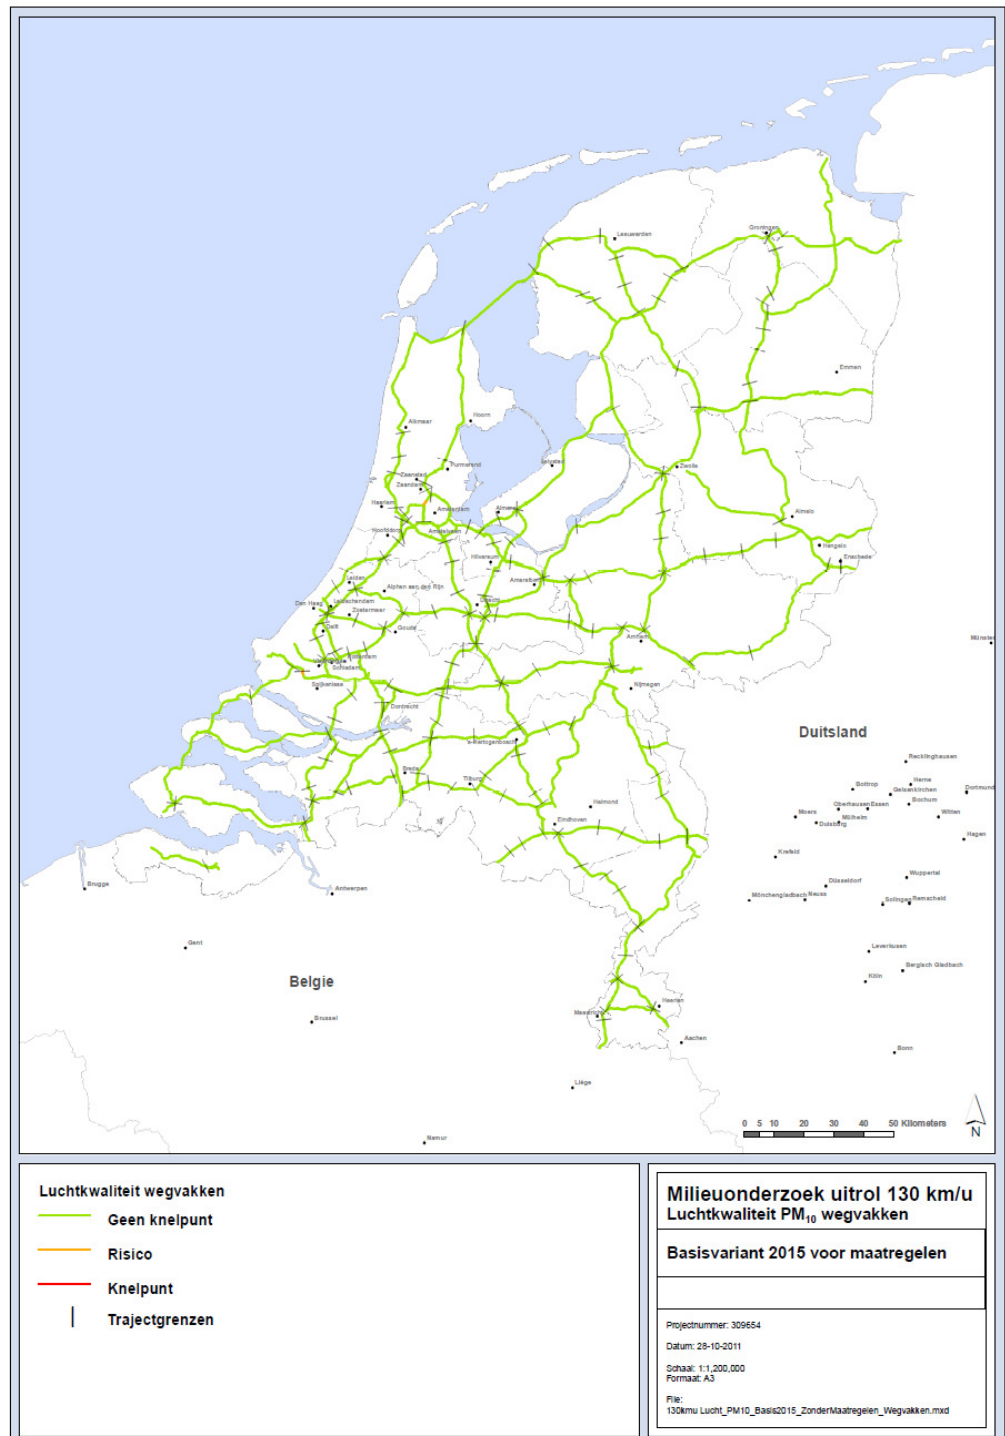 Leeuwarden
Groningen
Emmen
Alkmaar
Hoorn
Purmerend
Zaanstad
Zaandam
Lelystad
Zwolle
Haarlem
Amsterdam
Almere
Almelo
Hoofddorp
Amstelveen
Hengelo
Enschede
Hilversum
Amersfoort
Leiden
Alphen aan den Rijn
Utrecht
Den Haag
Leidschendam
Zoetermeer
Delft
Gouda
Arnhem
Münster
Rotterdam
Schiedam
Spijkenisse
Nijmegen
Dordrecht
Duitsland
's-Hertogenbosch
Recklinghausen
Breda
Tilburg
Bottrop
Herne
Gelsenkirchen
Dortmund
Helmond
Oberhausen
Essen
Bochum
Moers
Witten
Eindhoven
Duisburg
Mülheim
Hagen
Krefeld
Wuppertal
Düsseldorf
Brugge
Antwerpen
Mönchengladbach
Neuss
Solingen
Remscheid
Gent
Leverkusen
Bergisch Gladbach
Belgie
Köln
Heerlen
Maastricht
Brussel
Aachen
Bonn
Liège
Namur
0 5 10 20 30 40 50 Kilometers
N
Luchtkwaliteit wegvakken
Geen knelpunt
Risico
Knelpunt
Trajectgrenzen
Milieuonderzoek uitrol 130 km/u
Luchtkwaliteit PM10 wegvakken
Basisvariant 2015 voor maatregelen
Projectnummer: 309654
Datum: 28-10-2011
Schaal: 1:1,200,000
Formaat: A3
File:
130kmu Lucht_PM10_Basis2015_ZonderMaatregelen_Wegvakken.mxd